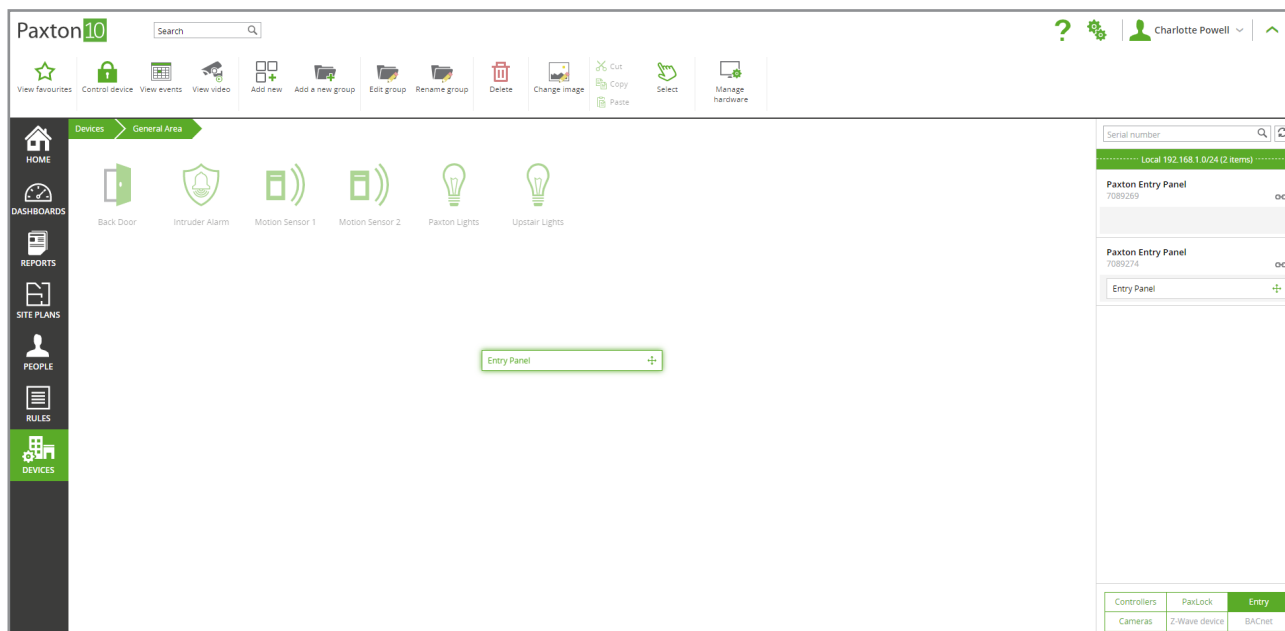 Paxton 10
Search
Charlotte Powell
View favourites
Control device
View events
View video
Add new
Add a new group
Edit group
Rename group
Delete
Change image
Cut
Copy
Paste
Select
Manage
hardware
HOME
DASHBOARDS
REPORTS
SITE PLANS
PEOPLE
RULES
DEVICES
Devices
General Area
Back Door
Intruder Alarm
Motion Sensor 1
Motion Sensor 2
Paxton Lights
Upstair Lights
Entry Panel
Serial number
Local 192.168.1.0/24 (2 items)
Paxton Entry Panel
7089269
Paxton Entry Panel
7089274
Entry Panel
Controllers
PaxLock
Entry
Cameras
Z-Wave device
BACnet